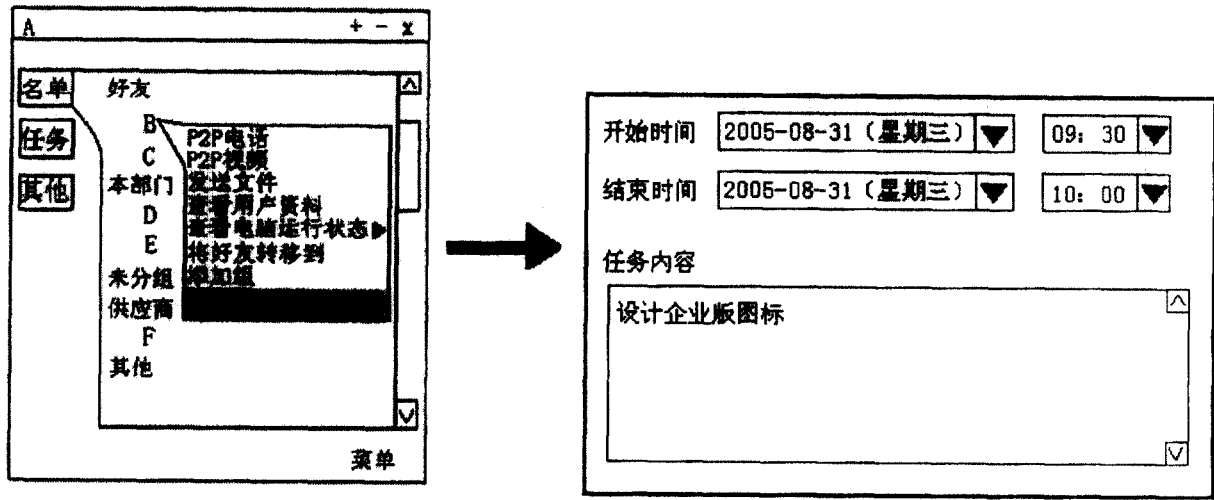 A + - x
名单
任务
其他
好友
B
C
本部门
D
E
未分组
供应商
F
其他
P2P电话
P2P视频
发送文件
查看用户资料
查看电脑运行状态
将好友转移到
增加组
菜单
开始时间 2005-08-31（星期三） 09: 30
结束时间 2005-08-31（星期三） 10: 00
任务内容
设计企业版图标